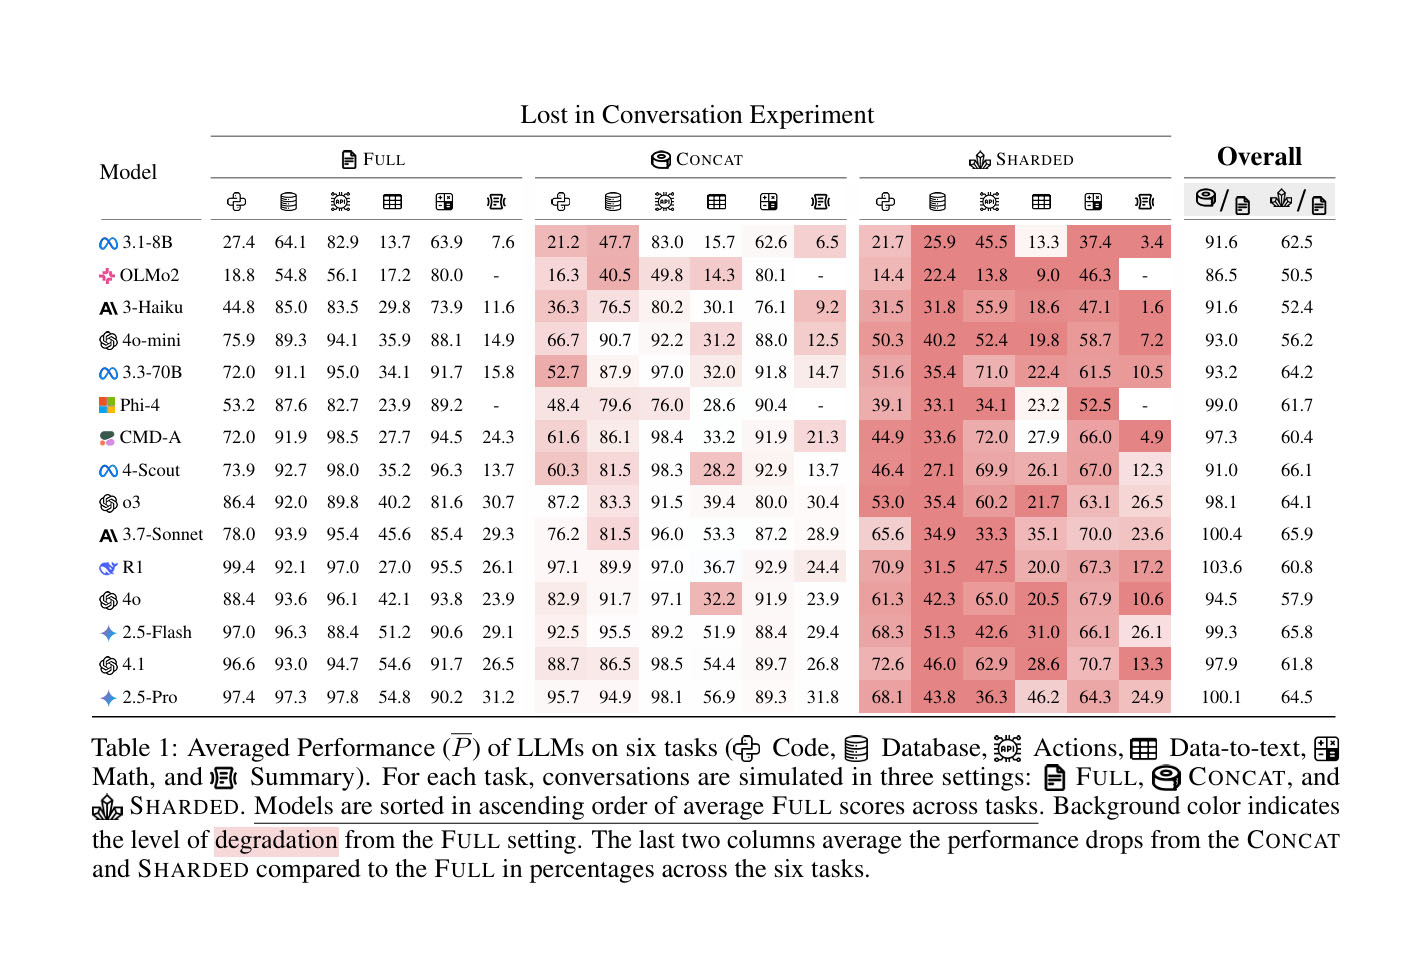 Lost in Conversation Experiment
Model FULL CONCAT SHARDED Overall
/ /
3.1-8B 27.4 64.1 82.9 13.7 63.9 7.6 21.2 47.7 83.0 15.7 62.6 6.5 21.7 25.9 45.5 13.3 37.4 3.4 91.6 62.5
OLMo2 18.8 54.8 56.1 17.2 80.0 - 16.3 40.5 49.8 14.3 80.1 - 14.4 22.4 13.8 9.0 46.3 - 86.5 50.5
3-Haiku 44.8 85.0 83.5 29.8 73.9 11.6 36.3 76.5 80.2 30.1 76.1 9.2 31.5 31.8 55.9 18.6 47.1 1.6 91.6 52.4
4o-mini 75.9 89.3 94.1 35.9 88.1 14.9 66.7 90.7 92.2 31.2 88.0 12.5 50.3 40.2 52.4 19.8 58.7 7.2 93.0 56.2
3.3-70B 72.0 91.1 95.0 34.1 91.7 15.8 52.7 87.9 97.0 32.0 91.8 14.7 51.6 35.4 71.0 22.4 61.5 10.5 93.2 64.2
Phi-4 53.2 87.6 82.7 23.9 89.2 - 48.4 79.6 76.0 28.6 90.4 - 39.1 33.1 34.1 23.2 52.5 - 99.0 61.7
CMD-A 72.0 91.9 98.5 27.7 94.5 24.3 61.6 86.1 98.4 33.2 91.9 21.3 44.9 33.6 72.0 27.9 66.0 4.9 97.3 60.4
4-Scout 73.9 92.7 98.0 35.2 96.3 13.7 60.3 81.5 98.3 28.2 92.9 13.7 46.4 27.1 69.9 26.1 67.0 12.3 91.0 66.1
o3 86.4 92.0 89.8 40.2 81.6 30.7 87.2 83.3 91.5 39.4 80.0 30.4 53.0 35.4 60.2 21.7 63.1 26.5 98.1 64.1
3.7-Sonnet 78.0 93.9 95.4 45.6 85.4 29.3 76.2 81.5 96.0 53.3 87.2 28.9 65.6 34.9 33.3 35.1 70.0 23.6 100.4 65.9
R1 99.4 92.1 97.0 27.0 95.5 26.1 97.1 89.9 97.0 36.7 92.9 24.4 70.9 31.5 47.5 20.0 67.3 17.2 103.6 60.8
4o 88.4 93.6 96.1 42.1 93.8 23.9 82.9 91.7 97.1 32.2 91.9 23.9 61.3 42.3 65.0 20.5 67.9 10.6 94.5 57.9
2.5-Flash 97.0 96.3 88.4 51.2 90.6 29.1 92.5 95.5 89.2 51.9 88.4 29.4 68.3 51.3 42.6 31.0 66.1 26.1 99.3 65.8
4.1 96.6 93.0 94.7 54.6 91.7 26.5 88.7 86.5 98.5 54.4 89.7 26.8 72.6 46.0 62.9 28.6 70.7 13.3 97.9 61.8
2.5-Pro 97.4 97.3 97.8 54.8 90.2 31.2 95.7 94.9 98.1 56.9 89.3 31.8 68.1 43.8 36.3 46.2 64.3 24.9 100.1 64.5
Table 1: Averaged Performance (P̅) of LLMs on six tasks ( Code, Database, Actions, Data-to-text,
Math, and Summary). For each task, conversations are simulated in three settings: FULL, CONCAT, and
SHARDED. Models are sorted in ascending order of average FULL scores across tasks. Background color indicates
the level of degradation from the FULL setting. The last two columns average the performance drops from the CONCAT
and SHARDED compared to the FULL in percentages across the six tasks.